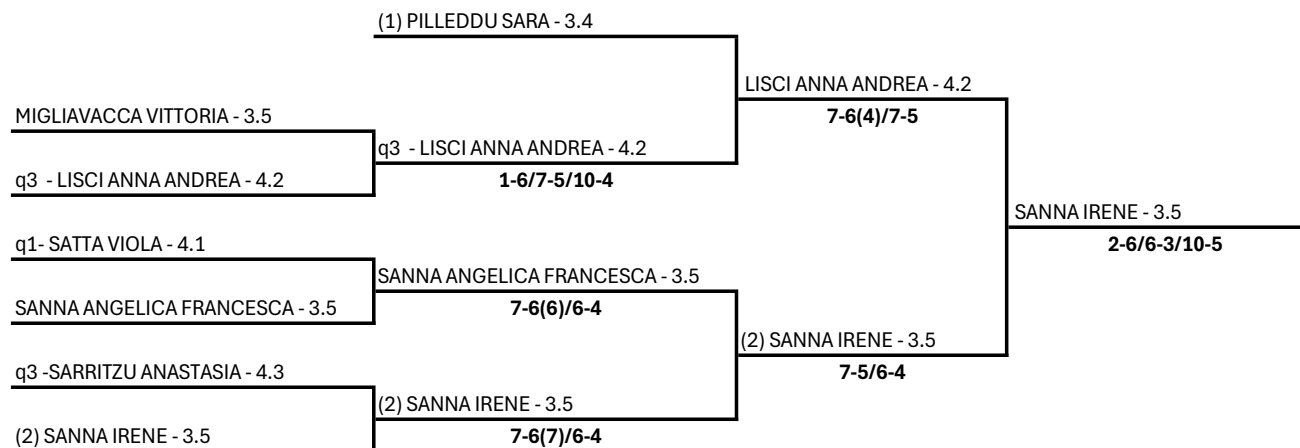 (1) PILLEDDU SARA - 3.4
LISCI ANNA ANDREA - 4.2
MIGLIAVACCA VITTORIA - 3.5
7-6(4)/7-5
q3 - LISCI ANNA ANDREA - 4.2
q3 - LISCI ANNA ANDREA - 4.2
1-6/7-5/10-4
SANNA IRENE - 3.5
q1- SATTA VIOLA - 4.1
2-6/6-3/10-5
SANNA ANGELICA FRANCESCA - 3.5
SANNA ANGELICA FRANCESCA - 3.5
7-6(6)/6-4
(2) SANNA IRENE - 3.5
q3 -SARRITZU ANASTASIA - 4.3
7-5/6-4
(2) SANNA IRENE - 3.5
(2) SANNA IRENE - 3.5
7-6(7)/6-4